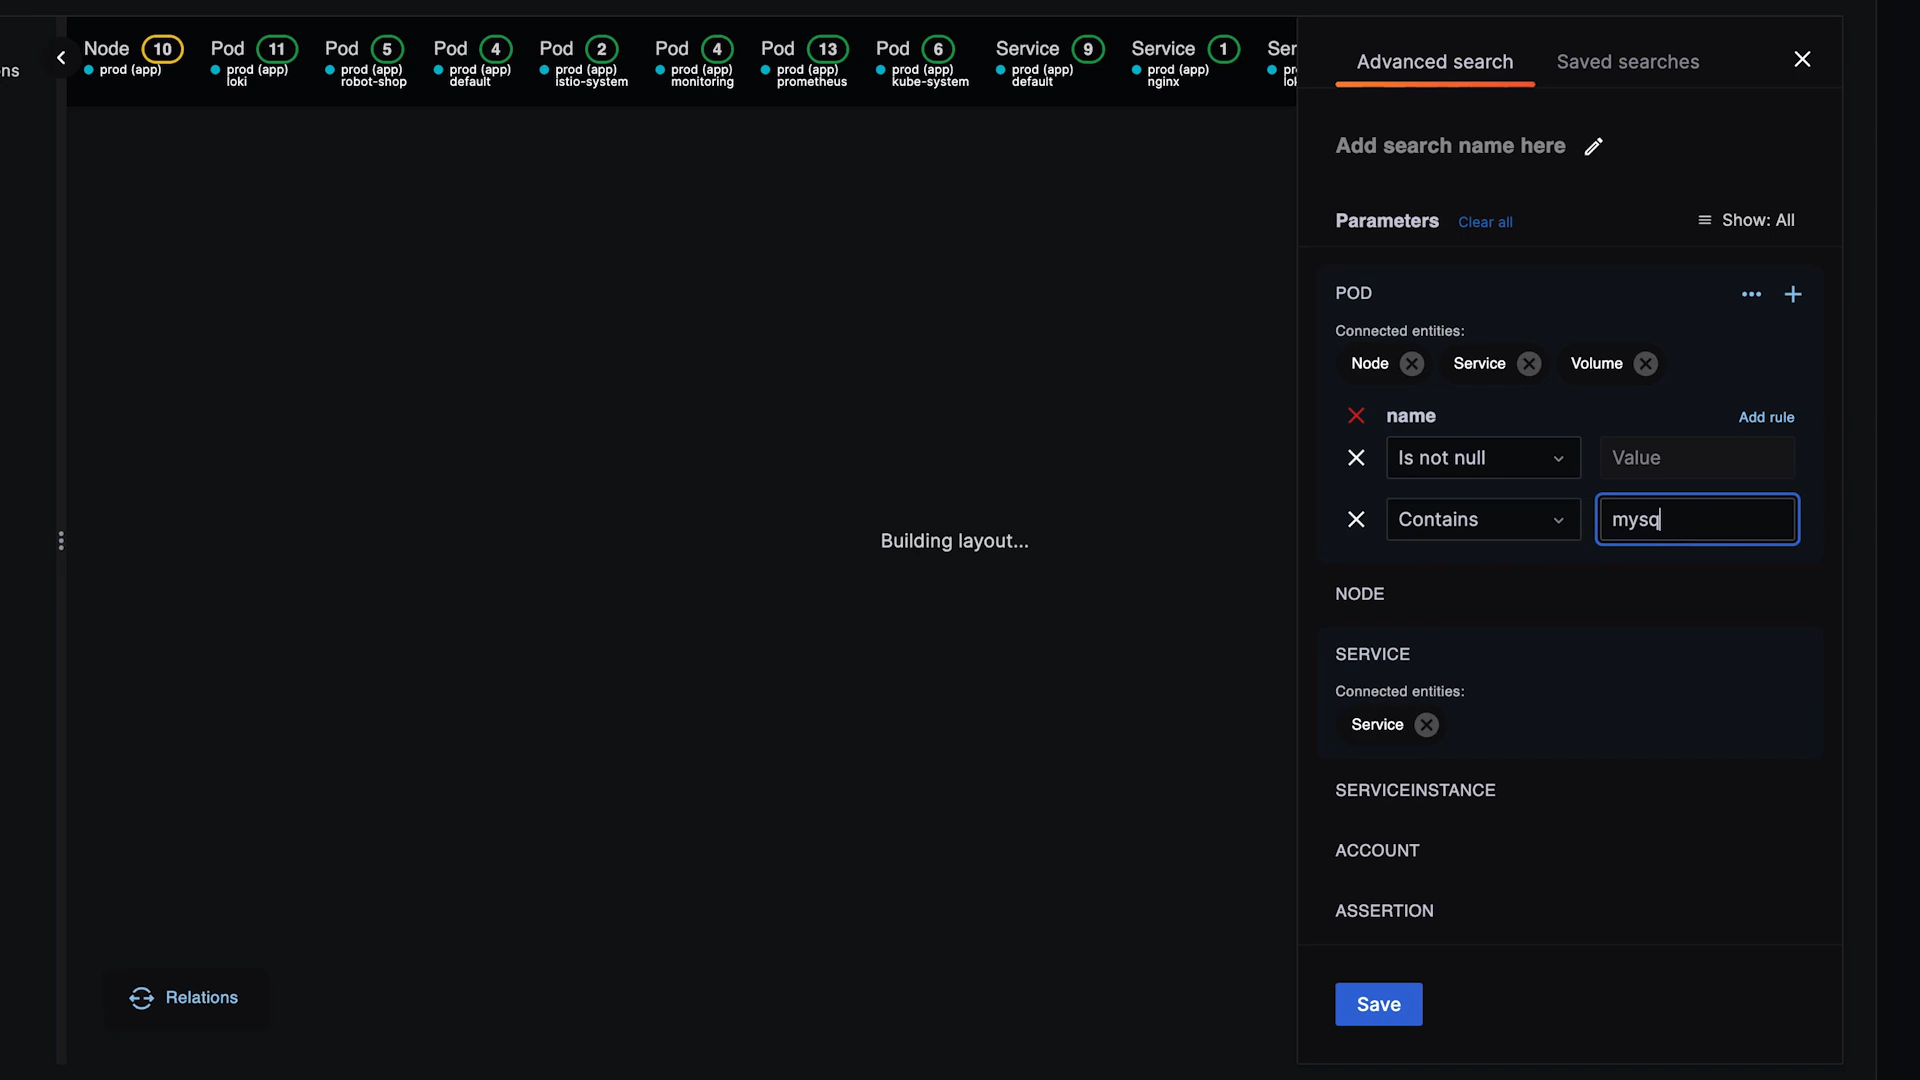 ns
Node 10
prod (app)
Pod 11
prod (app)
loki
Pod 5
prod (app)
robot-shop
Pod 4
prod (app)
default
Pod 2
prod (app)
istio-system
Pod 4
prod (app)
monitoring
Pod 13
prod (app)
prometheus
Pod 6
prod (app)
kube-system
Service 9
prod (app)
default
Service 1
prod (app)
nginx
Ser
pr
lok
Building layout...
Relations
Advanced search Saved searches
Add search name here
Parameters Clear all Show: All
POD
Connected entities:
Node Service Volume
name Add rule
Is not null Value
Contains mysq
NODE
SERVICE
Connected entities:
Service
SERVICEINSTANCE
ACCOUNT
ASSERTION
Save